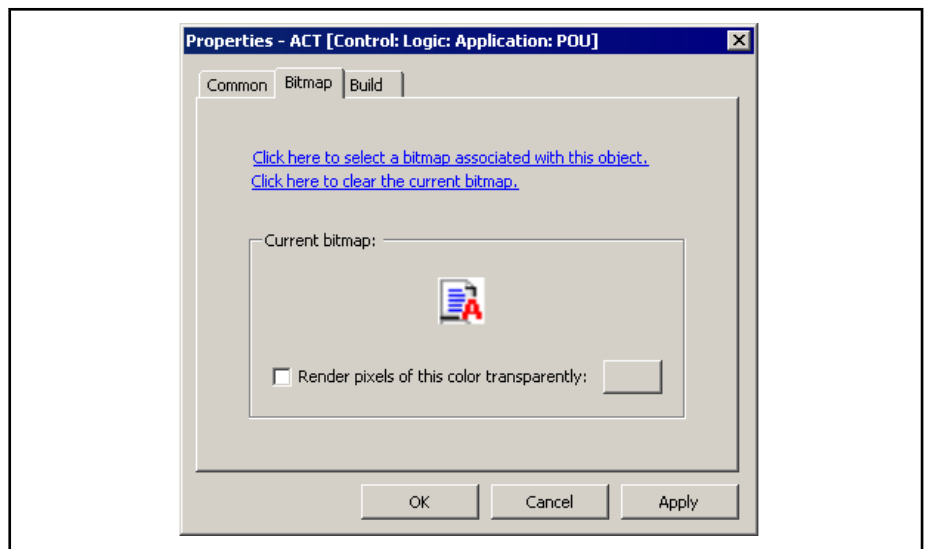 Properties - ACT [Control: Logic: Application: POU]
Common Bitmap Build
Click here to select a bitmap associated with this object.
Click here to clear the current bitmap.
Current bitmap:
A
Render pixels of this color transparently:
OK Cancel Apply